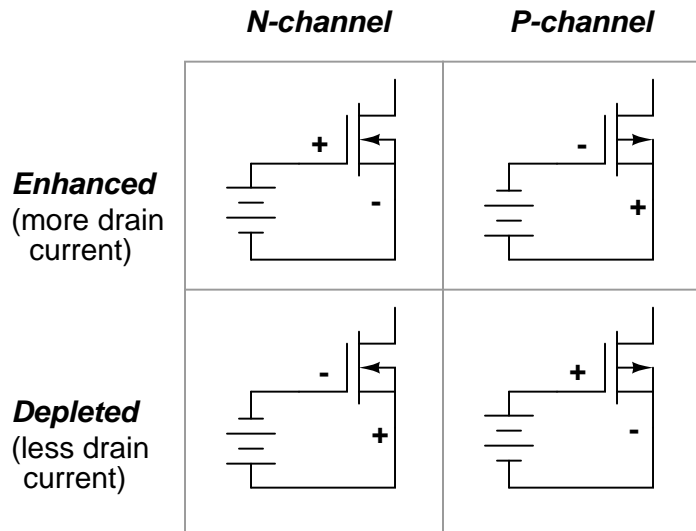 N-channel P-channel
+ -
Enhanced
(more drain
current)
- +
- +
Depleted
(less drain
current)
+ -